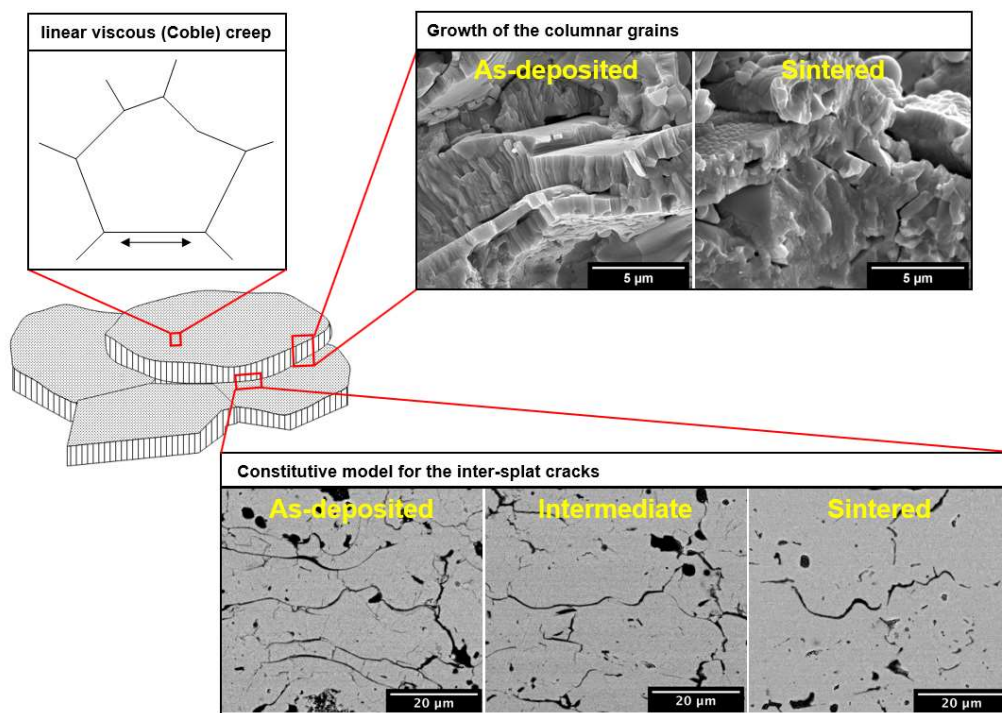 linear viscous (Coble) creep
Growth of the columnar grains
As-deposited
Sintered
5 µm
5 µm
Constitutive model for the inter-splat cracks
As-deposited
Intermediate
Sintered
20 µm
20 µm
20 µm